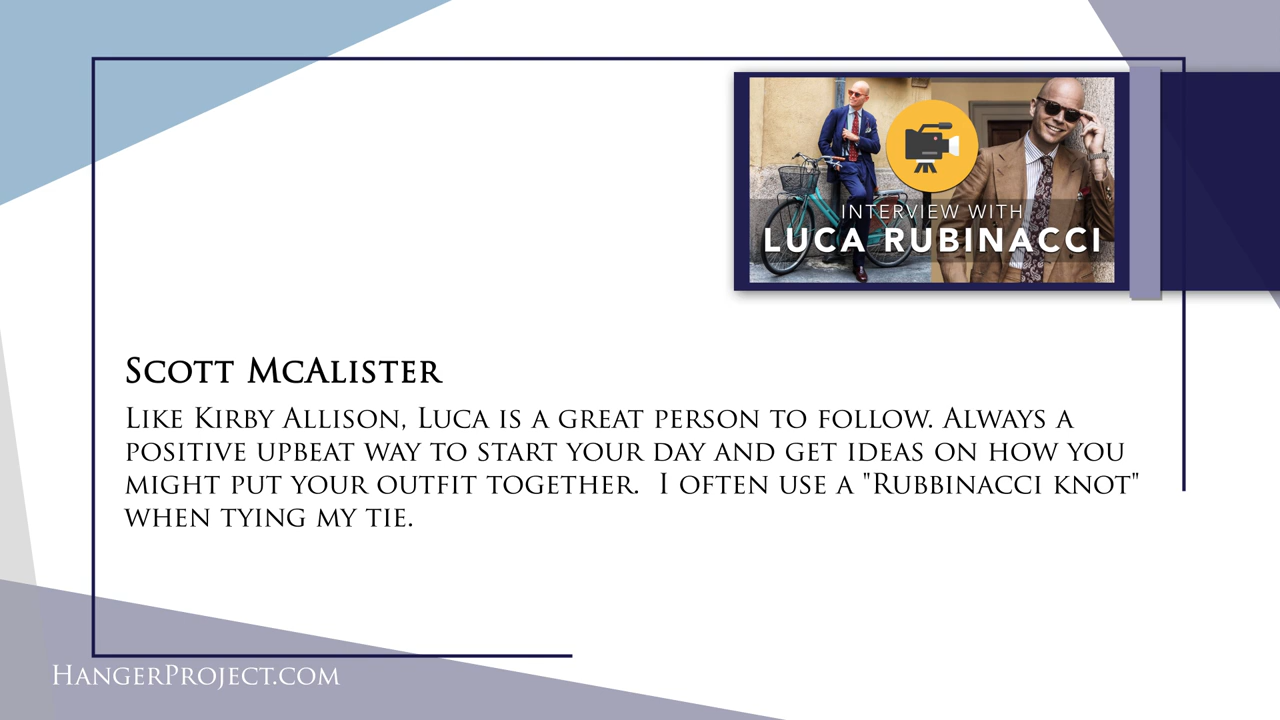 INTERVIEW WITH
LUCA RUBINACCI
Scott McAlister
Like Kirby Allison, Luca is a great person to follow. Always a
positive upbeat way to start your day and get ideas on how you
might put your outfit together.  I often use a "Rubbinacci knot"
when tying my tie.
HangerProject.com